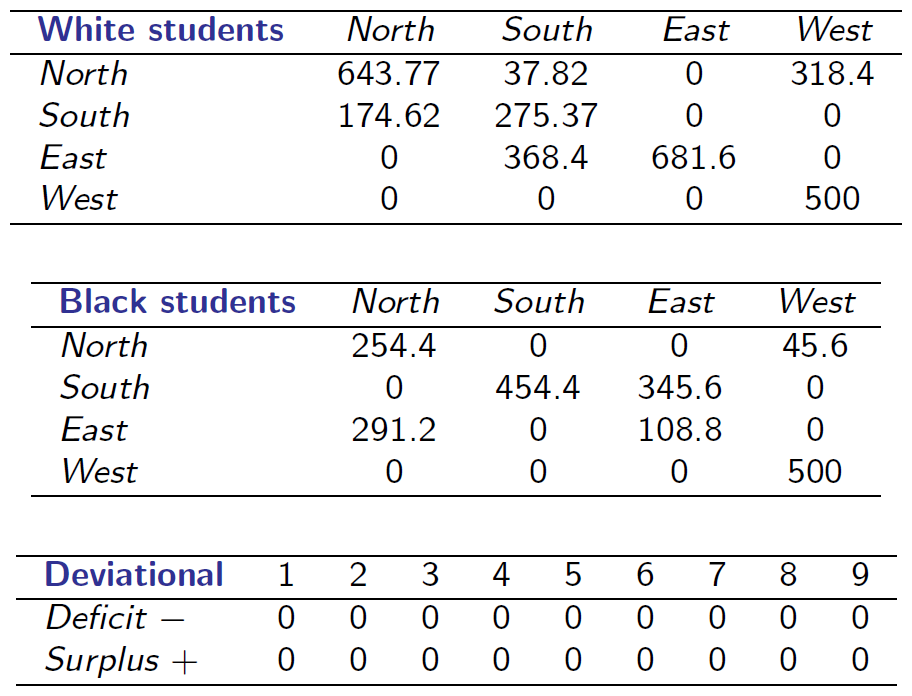 White students North South East West
North 643.77 37.82 0 318.4
South 174.62 275.37 0 0
East 0 368.4 681.6 0
West 0 0 0 500
Black students North South East West
North 254.4 0 0 45.6
South 0 454.4 345.6 0
East 291.2 0 108.8 0
West 0 0 0 500
Deviational 1 2 3 4 5 6 7 8 9
Deficit − 0 0 0 0 0 0 0 0 0
Surplus + 0 0 0 0 0 0 0 0 0